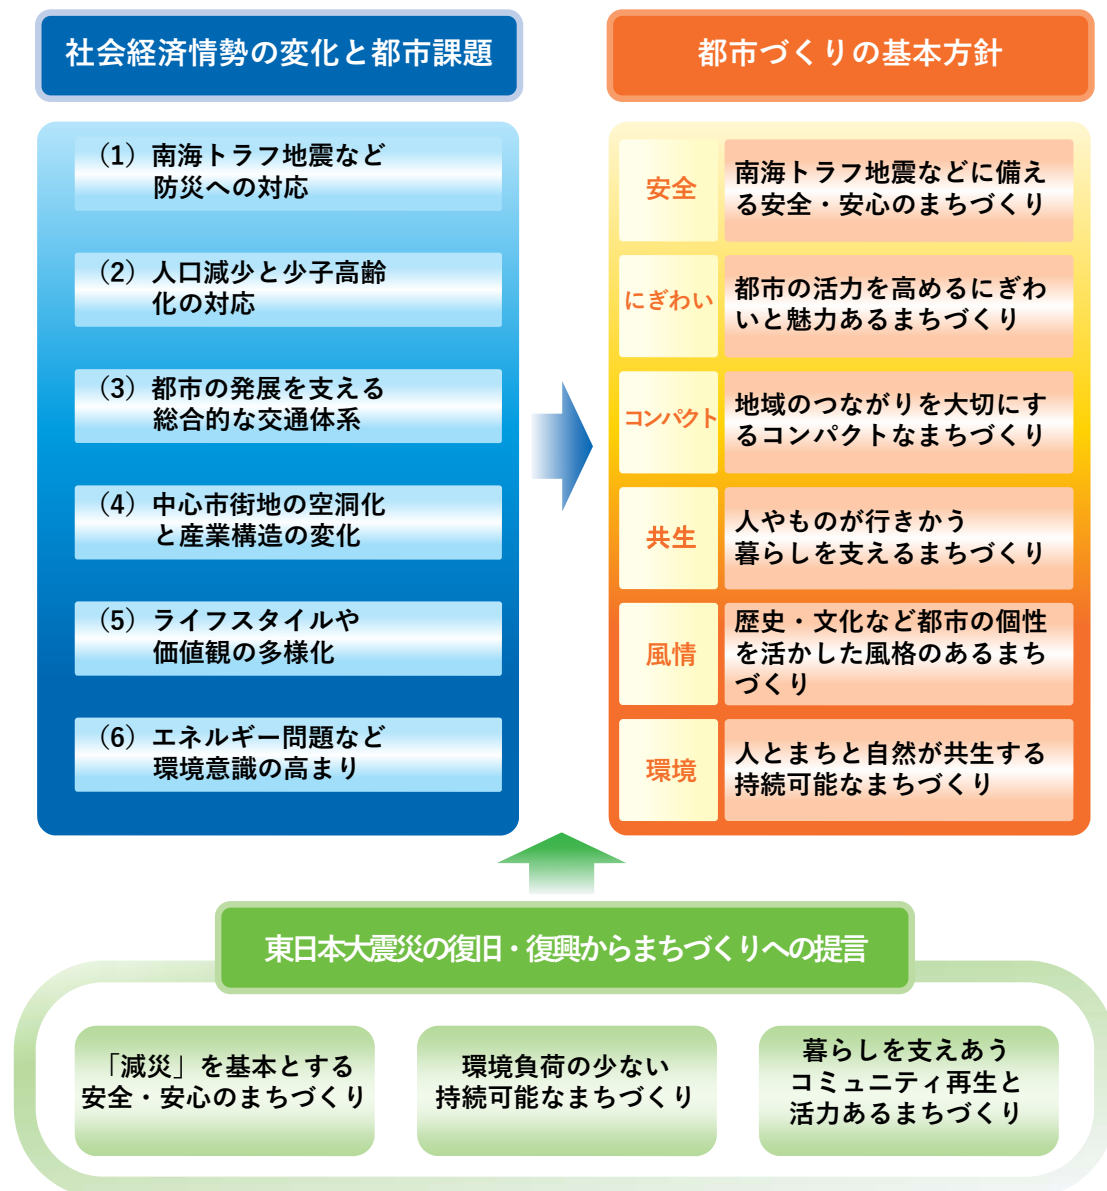 社会経済情勢の変化と都市課題
（1）南海トラフ地震など
防災への対応
（2）人口減少と少子高齢
化の対応
（3）都市の発展を支える
総合的な交通体系
（4）中心市街地の空洞化
と産業構造の変化
（5）ライフスタイルや
価値観の多様化
（6）エネルギー問題など
環境意識の高まり
都市づくりの基本方針
安全
南海トラフ地震などに備え
る安全・安心のまちづくり
にぎわい
都市の活力を高めるにぎわ
いと魅力あるまちづくり
コンパクト
地域のつながりを大切にす
るコンパクトなまちづくり
共生
人やものが行きかう
暮らしを支えるまちづくり
風情
歴史・文化など都市の個性
を活かした風格のあるまち
づくり
環境
人とまちと自然が共生する
持続可能なまちづくり
東日本大震災の復旧・復興からまちづくりへの提言
「減災」を基本とする
安全・安心のまちづくり
環境負荷の少ない
持続可能なまちづくり
暮らしを支えあう
コミュニティ再生と
活力あるまちづくり